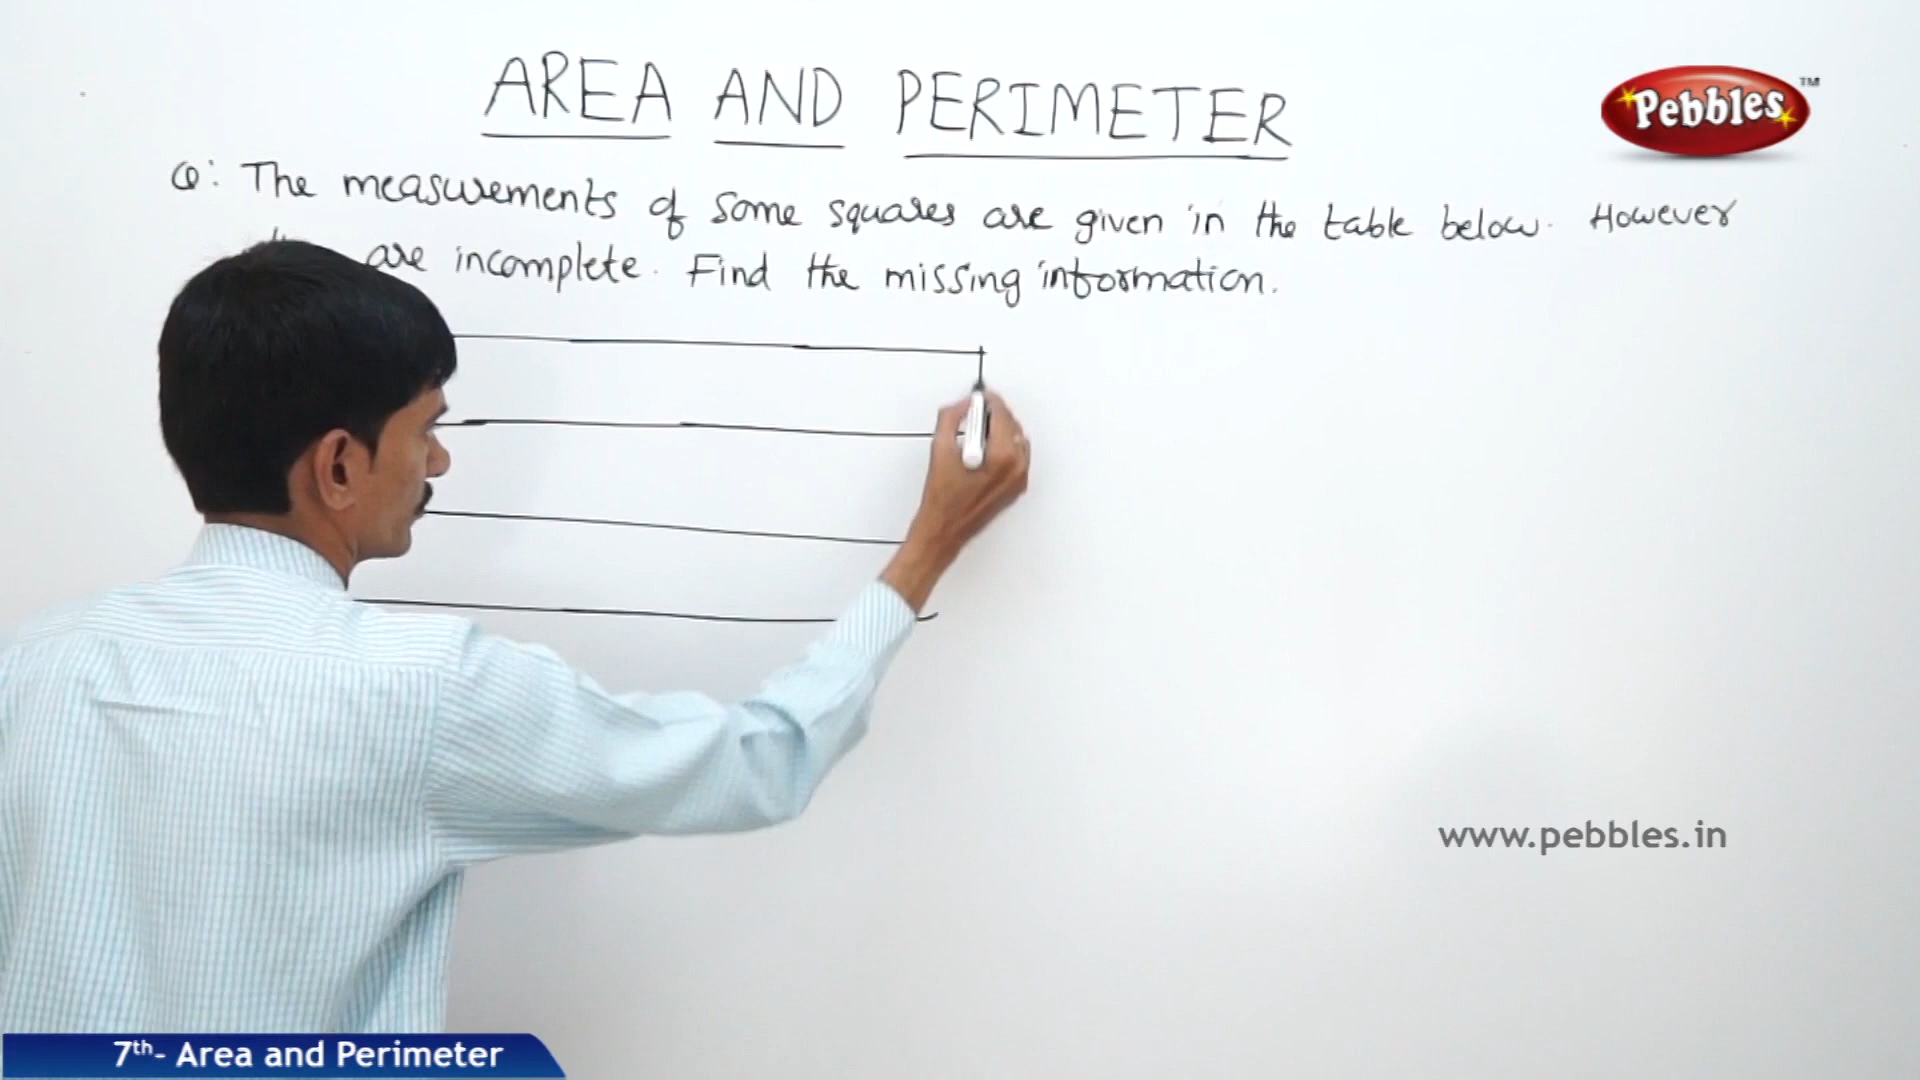 AREA AND PERIMETER
Pebbles™
Q: The measurements of some squares are given in the table below. However
are incomplete. Find the missing information.
www.pebbles.in
7th- Area and Perimeter